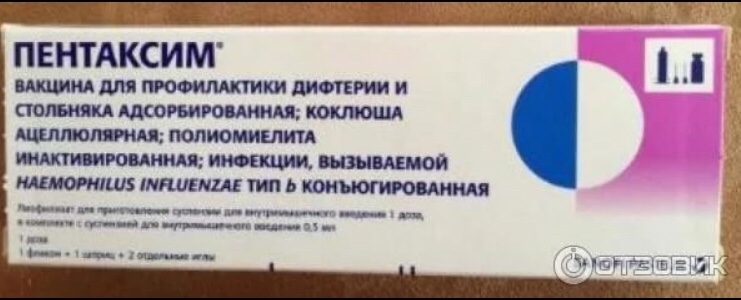 ПЕНТАКСИМ®
ВАКЦИНА ДЛЯ ПРОФИЛАКТИКИ ДИФТЕРИИ И
СТОЛБНЯКА АДСОРБИРОВАННАЯ; КОКЛЮША
АЦЕЛЛЮЛЯРНАЯ; ПОЛИОМИЕЛИТА
ИНАКТИВИРОВАННАЯ; ИНФЕКЦИИ, ВЫЗЫВАЕМОЙ
HAEMOPHILUS INFLUENZAE ТИП b КОНЪЮГИРОВАННАЯ
Лиофилизат для приготовления суспензии для внутримышечного введения 1 доза,
в комплекте с суспензией для внутримышечного введения 0,5 мл
1 доза
1 флакон + 1 шприц + 2 отдельные иглы
ОТЗОВИК